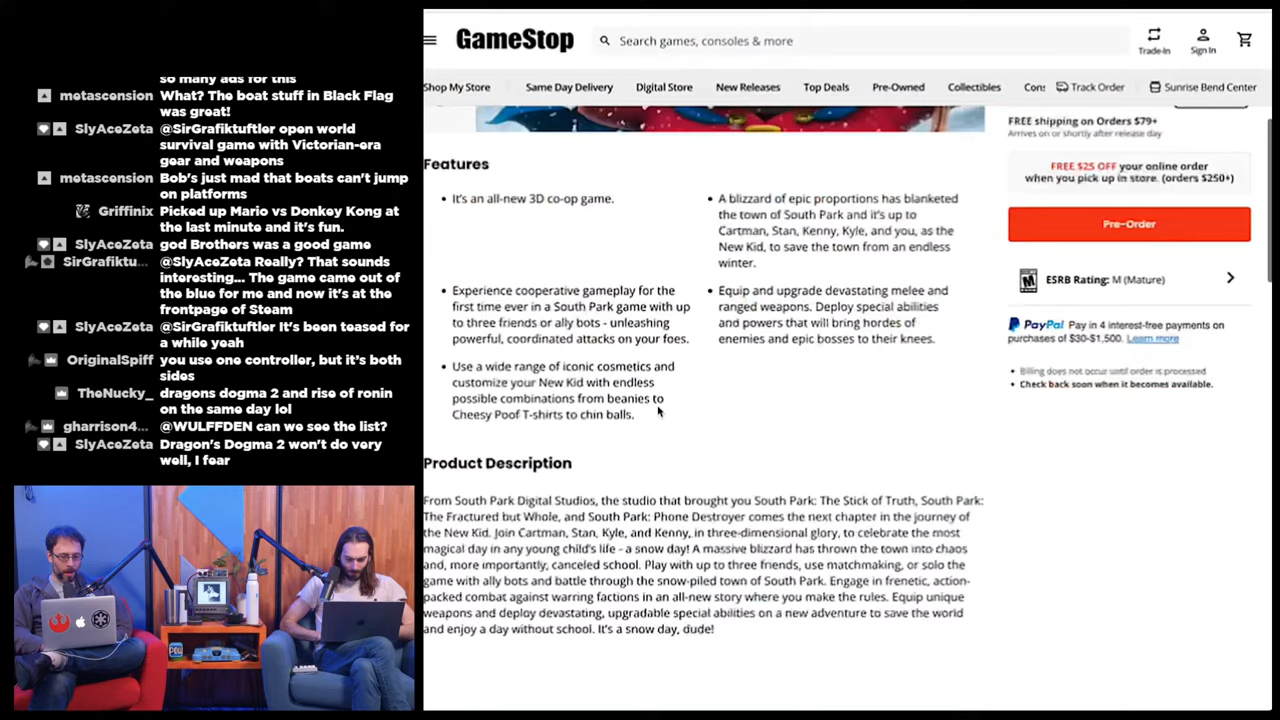 so many ads for this
metascension What? The boat stuff in Black Flag
was great!
SlyAceZeta @SirGrafiktuftler open world
survival game with Victorian-era
gear and weapons
metascension Bob's just mad that boats can't jump
on platforms
Griffinix Picked up Mario vs Donkey Kong at
the last minute and it's fun.
SlyAceZeta god Brothers was a good game
SirGrafiktu... @SlyAceZeta Really? That sounds
interesting... The game came out of
the blue for me and now it's at the
frontpage of Steam
SlyAceZeta @SirGrafiktuftler It's been teased for
a while yeah
OriginalSpiff you use one controller, but it's both
sides
TheNucky_ dragons dogma 2 and rise of ronin
on the same day lol
gharrison4... @WULFFDEN can we see the list?
SlyAceZeta Dragon's Dogma 2 won't do very
well, I fear
GameStop
Search games, consoles & more
Trade-In
Sign In
Shop My Store
Same Day Delivery
Digital Store
New Releases
Top Deals
Pre-Owned
Collectibles
Con:
Track Order
Sunrise Bend Center
FREE shipping on Orders $79+
Arrives on or shortly after release day
FREE $25 OFF your online order
when you pick up in store. (orders $250+)
Pre-Order
M
ESRB Rating: M (Mature)
PayPal Pay in 4 interest-free payments on
purchases of $30-$1,500. Learn more
• Billing does not occur until order is processed
• Check back soon when it becomes available.
Features
• It's an all-new 3D co-op game.
• A blizzard of epic proportions has blanketed
the town of South Park and it's up to
Cartman, Stan, Kenny, Kyle, and you, as the
New Kid, to save the town from an endless
winter.
• Experience cooperative gameplay for the
first time ever in a South Park game with up
to three friends or ally bots - unleashing
powerful, coordinated attacks on your foes.
• Equip and upgrade devastating melee and
ranged weapons. Deploy special abilities
and powers that will bring hordes of
enemies and epic bosses to their knees.
• Use a wide range of iconic cosmetics and
customize your New Kid with endless
possible combinations from beanies to
Cheesy Poof T-shirts to chin balls.
Product Description
From South Park Digital Studios, the studio that brought you South Park: The Stick of Truth, South Park:
The Fractured but Whole, and South Park: Phone Destroyer comes the next chapter in the journey of
the New Kid. Join Cartman, Stan, Kyle, and Kenny, in three-dimensional glory, to celebrate the most
magical day in any young child's life - a snow day! A massive blizzard has thrown the town into chaos
and, more importantly, canceled school. Play with up to three friends, use matchmaking, or solo the
game with ally bots and battle through the snow-piled town of South Park. Engage in frenetic, action-
packed combat against warring factions in an all-new story where you make the rules. Equip unique
weapons and deploy devastating, upgradable special abilities on a new adventure to save the world
and enjoy a day without school. It's a snow day, dude!